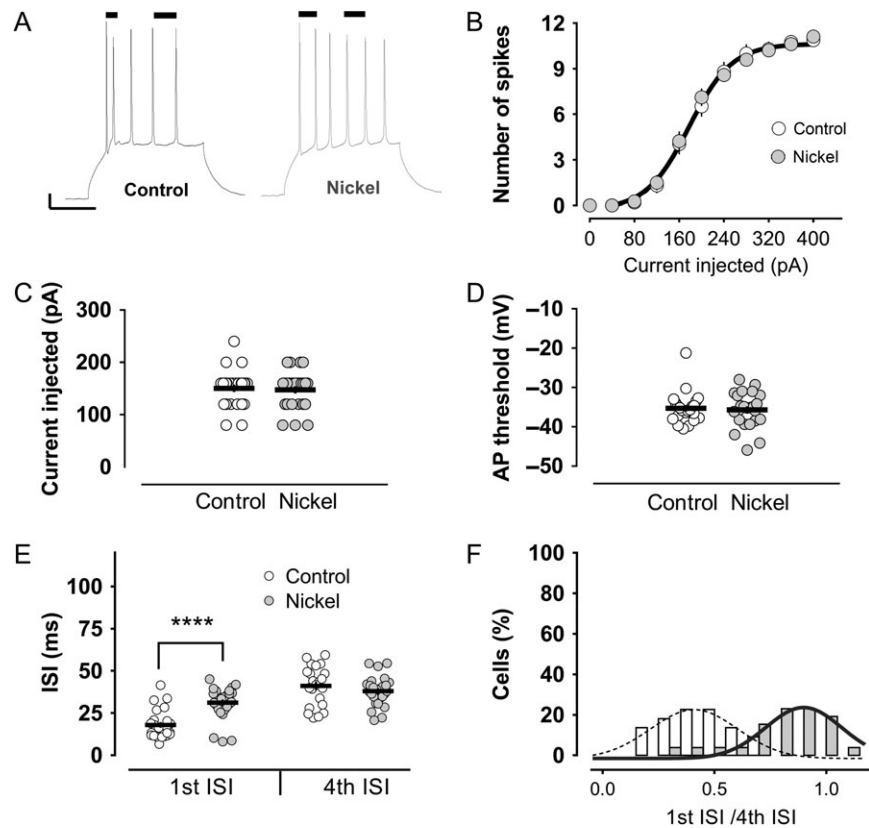 A
Control
Nickel
B
Number of spikes
12
9
6
3
0
Control
Nickel
0 80 160 240 320 400
Current injected (pA)
C
Current injected (pA)
300
200
100
0
Control Nickel
D
AP threshold (mV)
–10
–20
–30
–40
–50
Control Nickel
E
ISI (ms)
100
75
50
25
0
****
Control
Nickel
1st ISI
4th ISI
F
Cells (%)
100
80
60
40
20
0
0.0 0.5 1.0
1st ISI /4th ISI